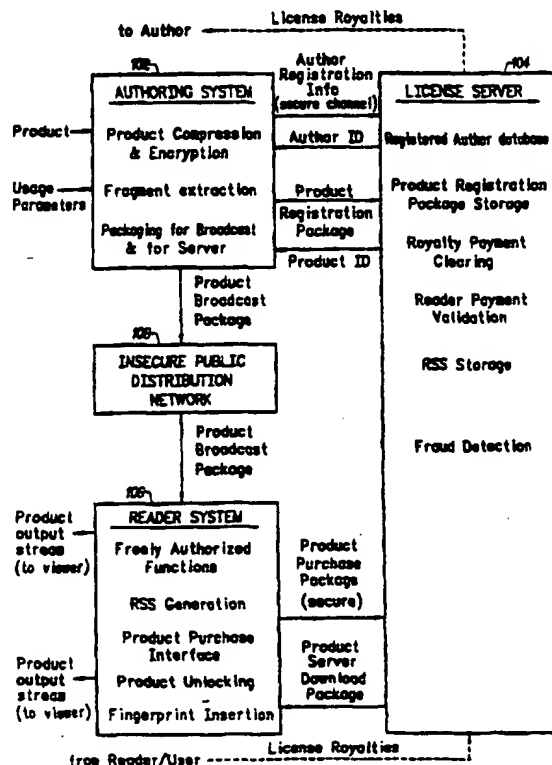 License Royalties
to Author
102
AUTHORING SYSTEM
Product Compression
& Encryption
Fragment extraction
Packaging for Broadcast
& for Server
Product
Usage
Parameters
Author
Registration
Info
(secure channel)
Author ID
Product
Registration
Package
Product ID
104
LICENSE SERVER
Registered Author database
Product Registration
Package Storage
Royalty Payment
Clearing
Reader Payment
Validation
RSS Storage
Fraud Detection
Product
Broadcast
Package
108
INSECURE PUBLIC
DISTRIBUTION
NETWORK
Product
Broadcast
Package
106
READER SYSTEM
Freely Authorized
Functions
RSS Generation
Product Purchase
Interface
Product Unlocking
Fingerprint Insertion
Product
output
stream
(to viewer)
Product
output
stream
(to viewer)
Product
Purchase
Package
(secure)
Product
Server
Download
Package
from Reader/User
License Royalties